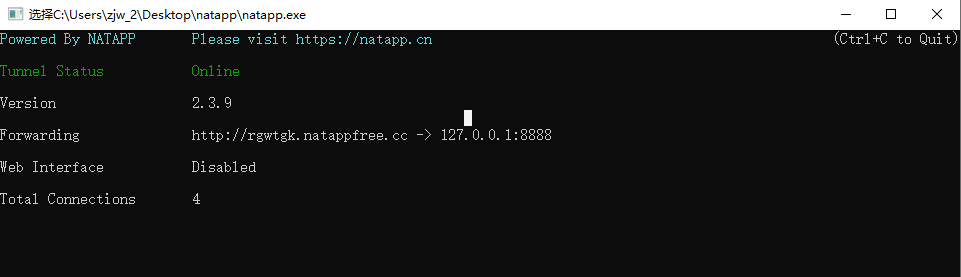 选择C:\Users\zjw_2\Desktop\natapp\natapp.exe
Powered By NATAPP Please visit https://natapp.cn (Ctrl+C to Quit)
Tunnel Status Online
Version 2.3.9
Forwarding http://rgwtgk.natappfree.cc -> 127.0.0.1:8888
Web Interface Disabled
Total Connections 4